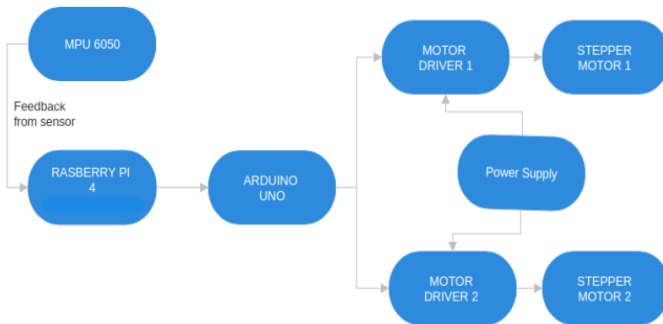 MPU 6050
Feedback
from sensor
RASBERRY PI
4
ARDUINO
UNO
MOTOR
DRIVER 1
STEPPER
MOTOR 1
Power Supply
MOTOR
DRIVER 2
STEPPER
MOTOR 2